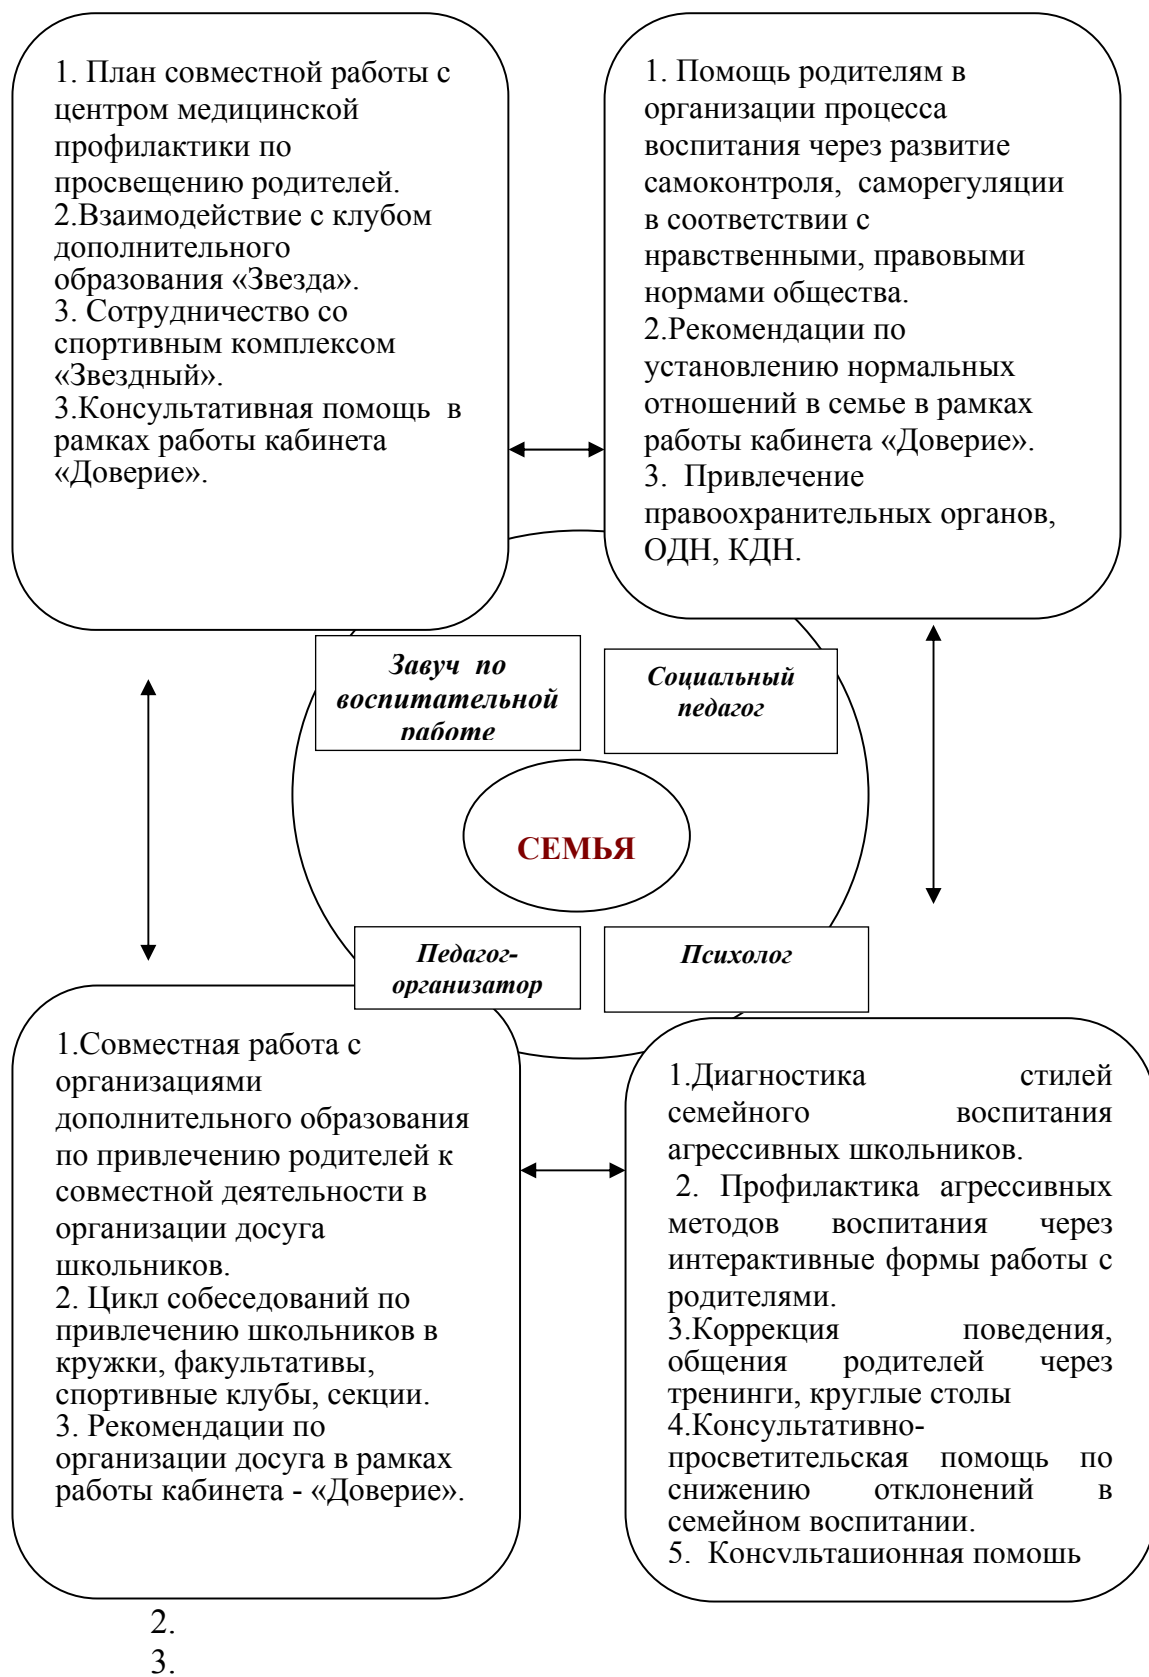 1. План совместной работы с
центром медицинской
профилактики по
просвещению родителей.
2.Взаимодействие с клубом
дополнительного
образования «Звезда».
3. Сотрудничество со
спортивным комплексом
«Звездный».
3.Консультативная помощь в
рамках работы кабинета
«Доверие».
1. Помощь родителям в
организации процесса
воспитания через развитие
самоконтроля, саморегуляции
в соответствии с
нравственными, правовыми
нормами общества.
2.Рекомендации по
установлению нормальных
отношений в семье в рамках
работы кабинета «Доверие».
3. Привлечение
правоохранительных органов,
ОДН, КДН.
Завуч по
воспитательной
работе
Социальный
педагог
СЕМЬЯ
Педагог-
организатор
Психолог
1.Совместная работа с
организациями
дополнительного образования
по привлечению родителей к
совместной деятельности в
организации досуга
школьников.
2. Цикл собеседований по
привлечению школьников в
кружки, факультативы,
спортивные клубы, секции.
3. Рекомендации по
организации досуга в рамках
работы кабинета - «Доверие».
1.Диагностика стилей
семейного воспитания
агрессивных школьников.
2. Профилактика агрессивных
методов воспитания через
интерактивные формы работы с
родителями.
3.Коррекция поведения,
общения родителей через
тренинги, круглые столы
4.Консультативно-
просветительская помощь по
снижению отклонений в
семейном воспитании.
5. Консультационная помощь
2.
3.